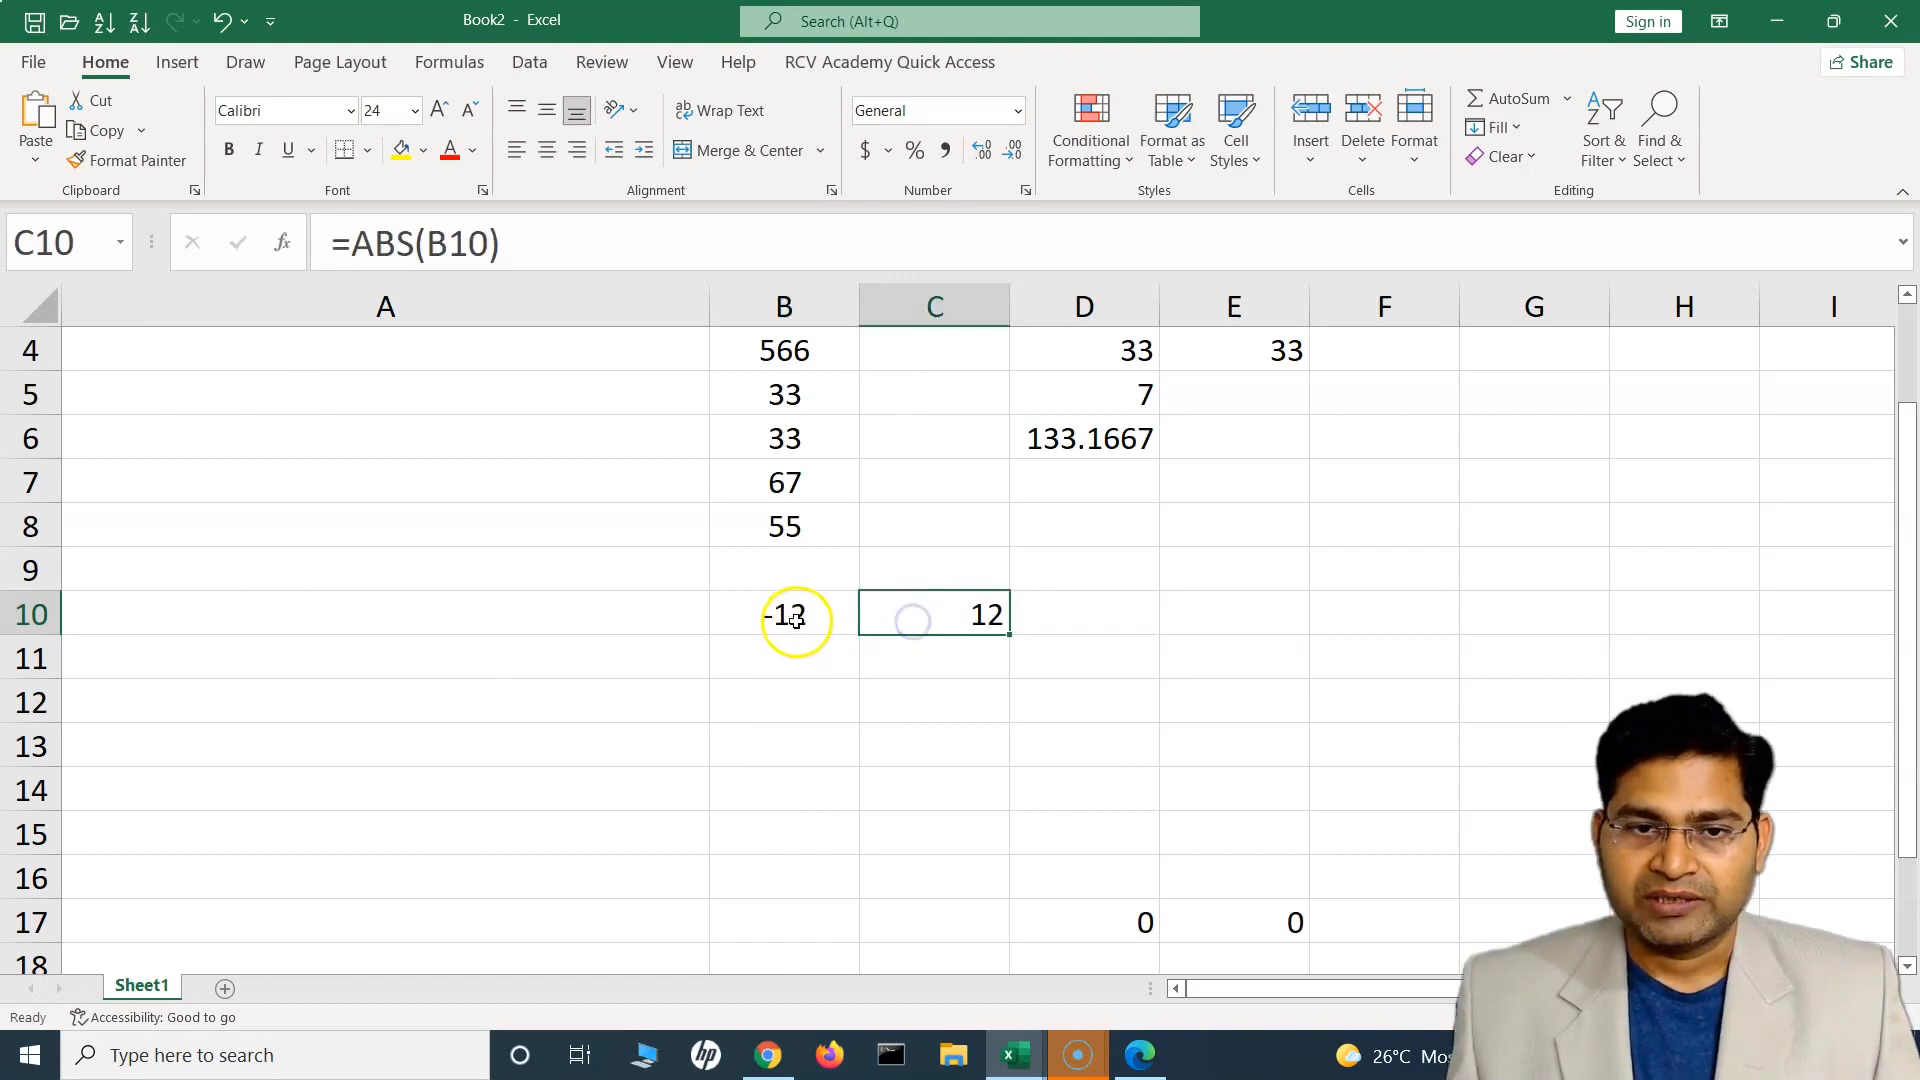 Book2 - Excel
Search (Alt+Q)
Sign in
File Home Insert Draw Page Layout Formulas Data Review View Help RCV Academy Quick Access
Share
Paste
Cut
Copy
Format Painter
Clipboard
Calibri 24
B I U
Font
Wrap Text
Merge & Center
Alignment
General
$ % ,
Number
Conditional Formatting
Format as Table
Cell Styles
Styles
Insert Delete Format
Cells
AutoSum
Fill
Clear
Sort & Filter
Find & Select
Editing
C10
fx
=ABS(B10)
A B C D E F G H I
4 566 33 33
5 33 7
6 33 133.1667
7 67
8 55
9
10 -12 12
11
12
13
14
15
16
17 0 0
18
Sheet1
Ready
Accessibility: Good to go
Type here to search
hp
26°C